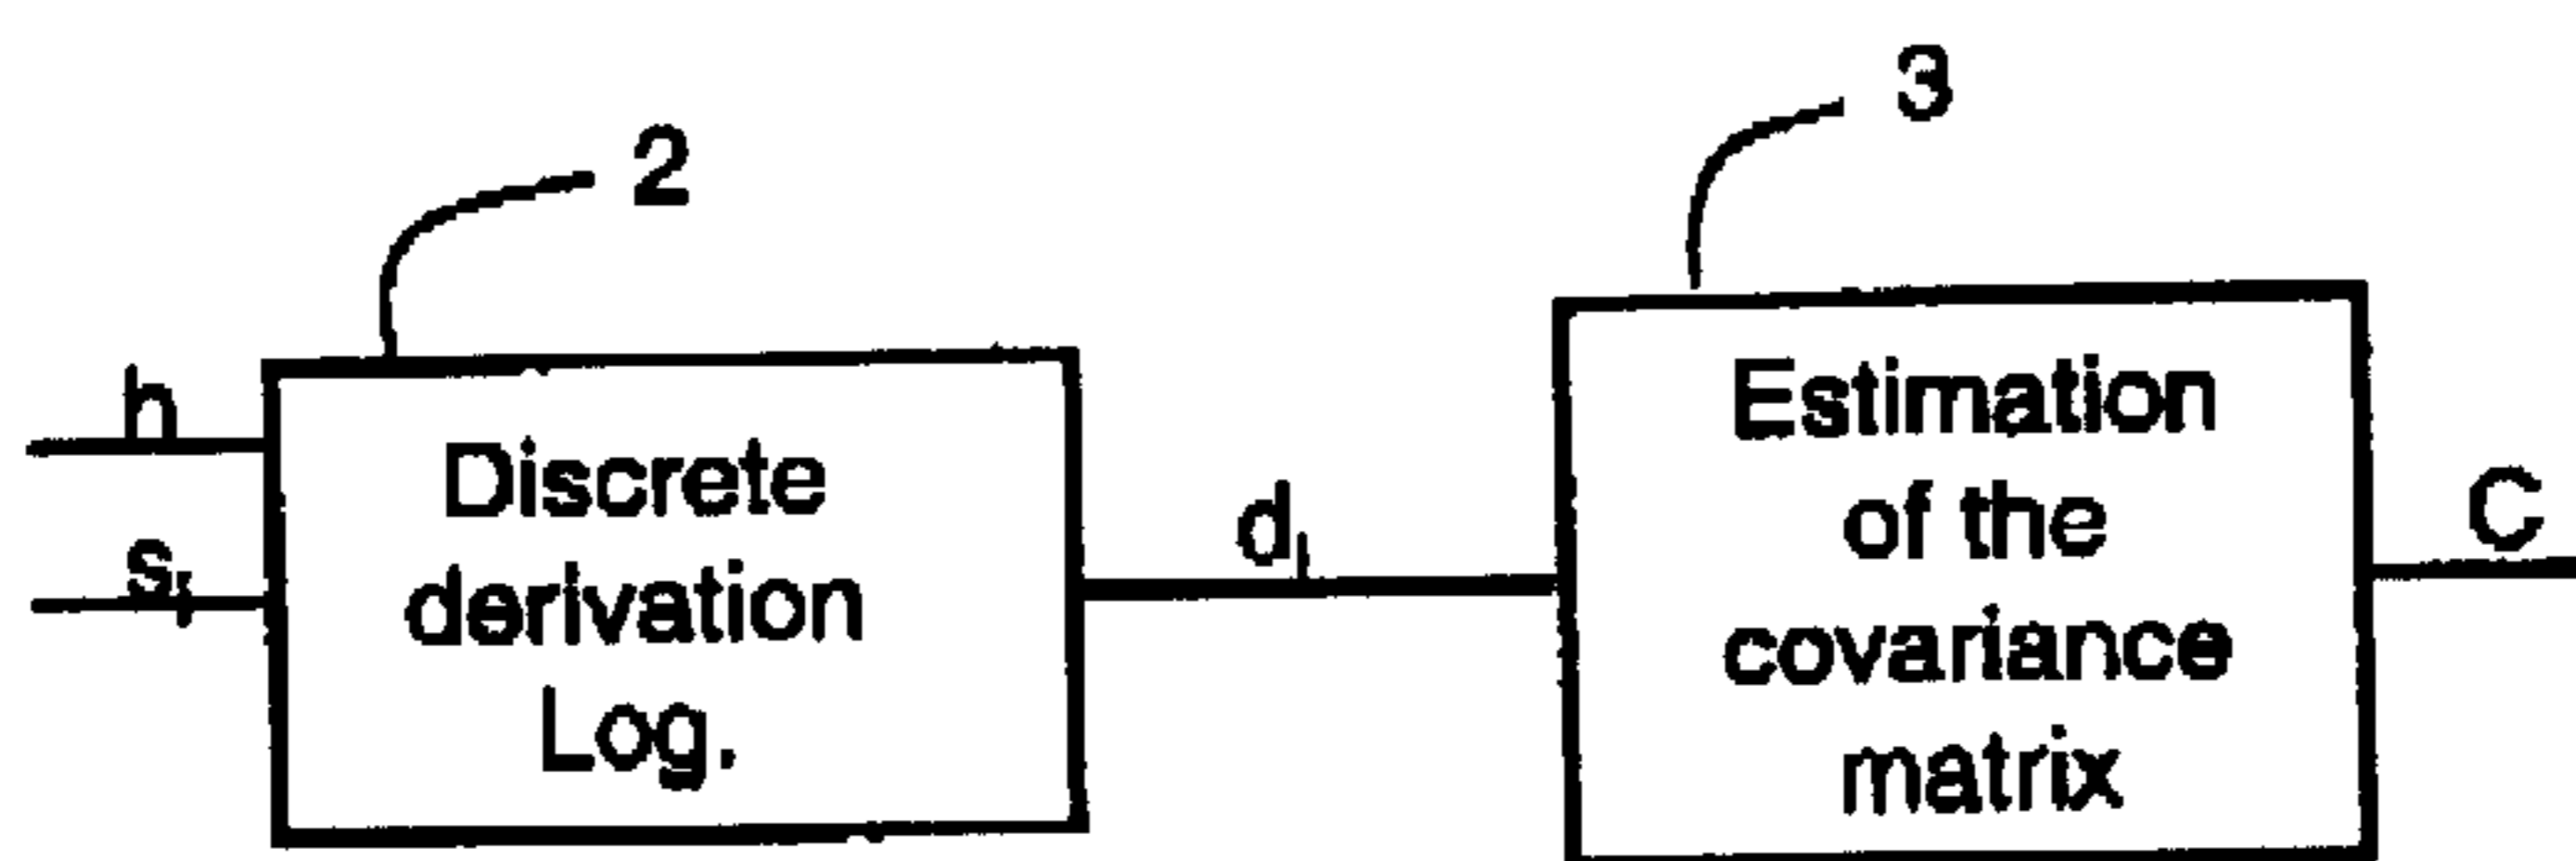 2
3
h
s
Discrete
derivation
Log.
d
Estimation
of the
covariance
matrix
C